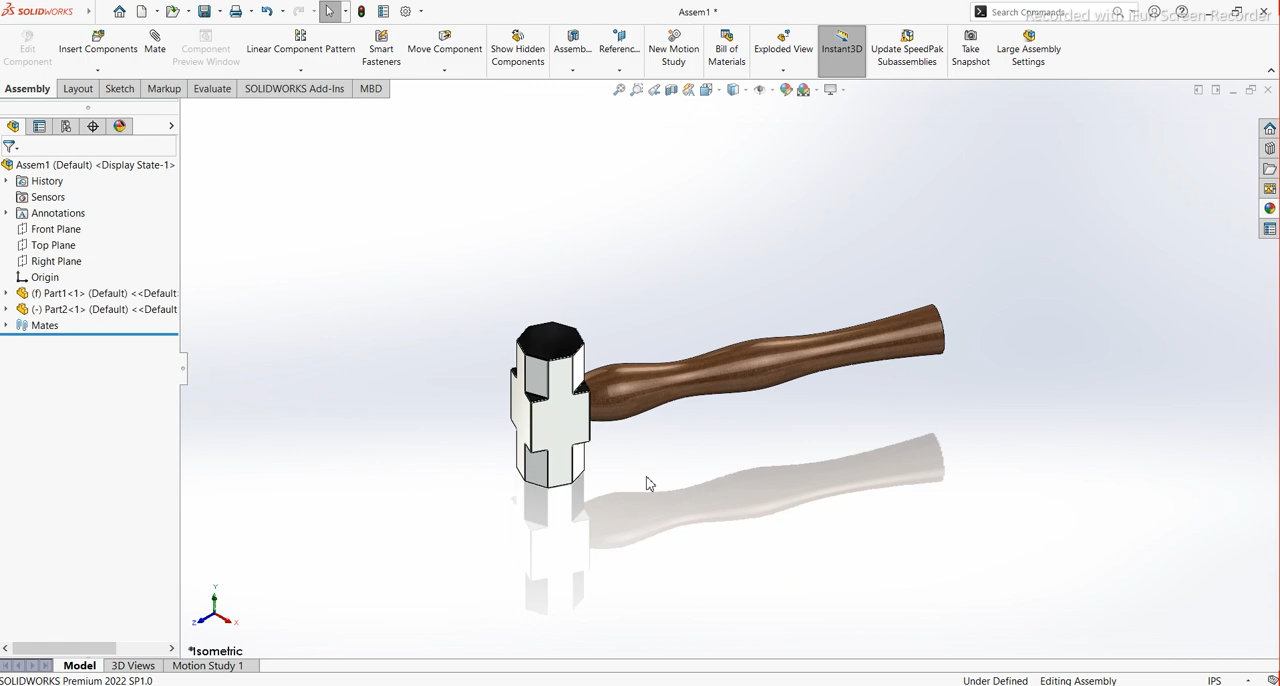 SOLIDWORKS
Assem1 *
Search Commands
Recorded with iFun Screen Recorder
Edit Component
Insert Components
Mate
Component Preview Window
Linear Component Pattern
Smart Fasteners
Move Component
Show Hidden Components
Assemb...
Referenc...
New Motion Study
Bill of Materials
Exploded View
Instant3D
Update SpeedPak Subassemblies
Take Snapshot
Large Assembly Settings
Assembly
Layout
Sketch
Markup
Evaluate
SOLIDWORKS Add-Ins
MBD
Assem1 (Default) <Display State-1>
History
Sensors
Annotations
Front Plane
Top Plane
Right Plane
Origin
(f) Part1<1> (Default) <<Default
(-) Part2<1> (Default) <<Default
Mates
Y
Z
X
*Isometric
Model
3D Views
Motion Study 1
SOLIDWORKS Premium 2022 SP1.0
Under Defined
Editing Assembly
IPS